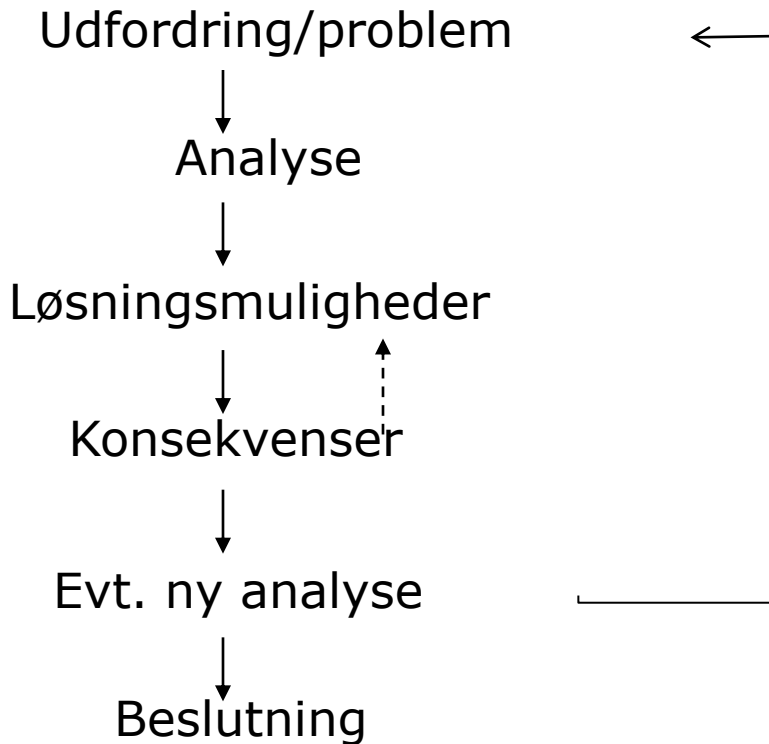 Udfordring/problem
Analyse
Løsningsmuligheder
Konsekvenser
Evt. ny analyse
Beslutning